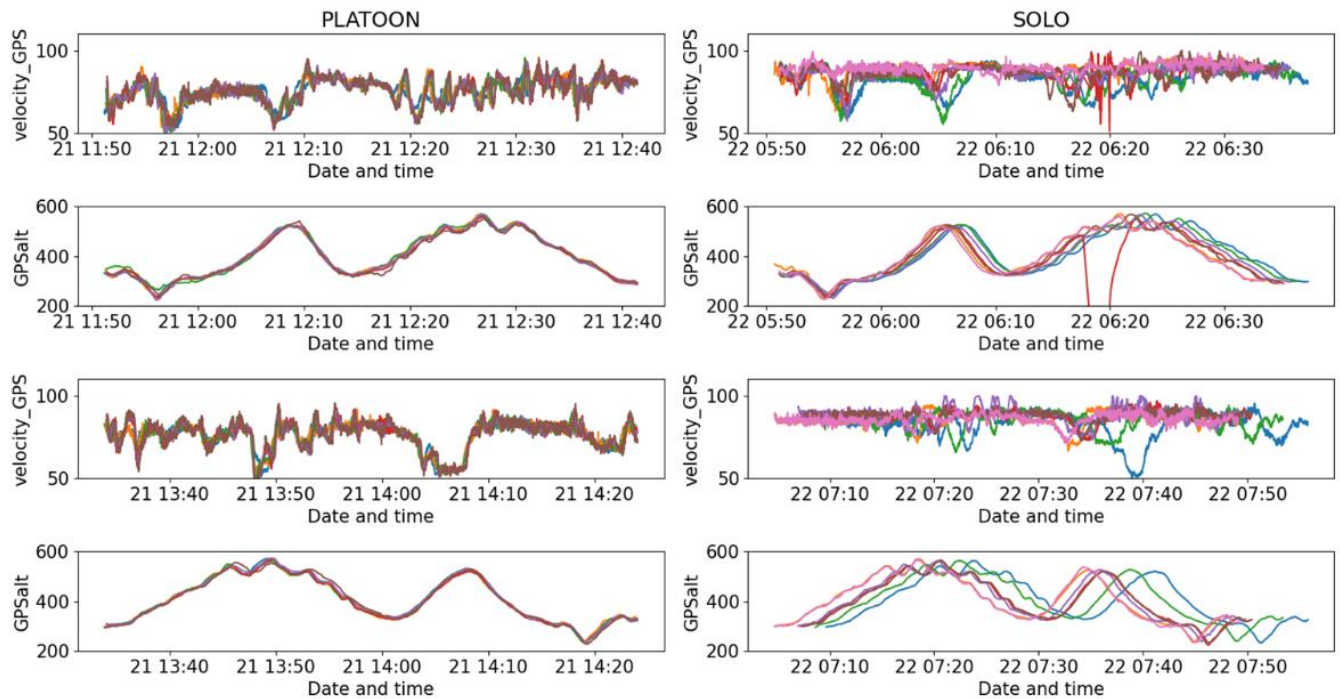 PLATOON
SOLO
velocity_GPS
100
50
21 11:50 21 12:00 21 12:10 21 12:20 21 12:30 21 12:40
Date and time
velocity_GPS
100
50
22 05:50 22 06:00 22 06:10 22 06:20 22 06:30
Date and time
GPSalt
600
400
200
21 11:50 21 12:00 21 12:10 21 12:20 21 12:30 21 12:40
Date and time
GPSalt
600
400
200
22 05:50 22 06:00 22 06:10 22 06:20 22 06:30
Date and time
velocity_GPS
100
50
21 13:40 21 13:50 21 14:00 21 14:10 21 14:20
Date and time
velocity_GPS
100
50
22 07:10 22 07:20 22 07:30 22 07:40 22 07:50
Date and time
GPSalt
600
400
200
21 13:40 21 13:50 21 14:00 21 14:10 21 14:20
Date and time
GPSalt
600
400
200
22 07:10 22 07:20 22 07:30 22 07:40 22 07:50
Date and time